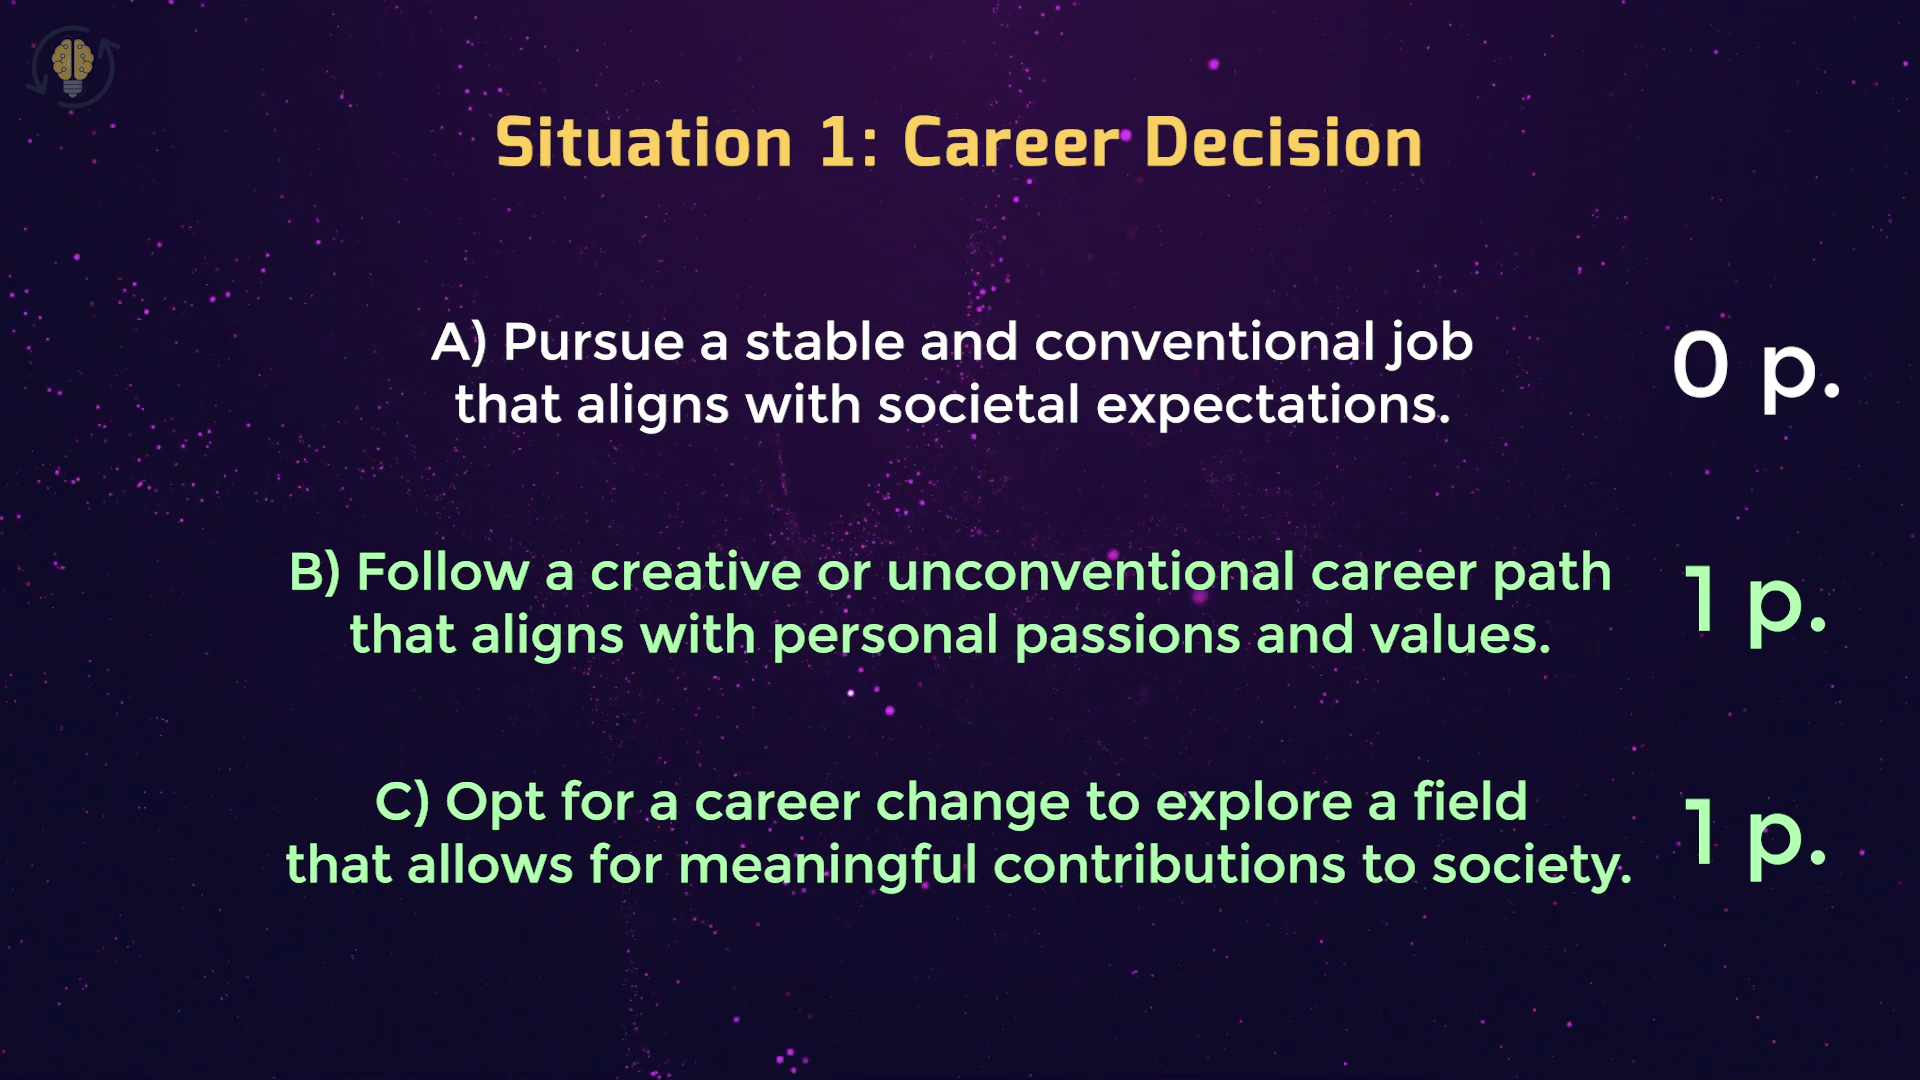 Situation 1: Career Decision
A) Pursue a stable and conventional job
that aligns with societal expectations.
0 p.
B) Follow a creative or unconventional career path
that aligns with personal passions and values.
1 p.
C) Opt for a career change to explore a field
that allows for meaningful contributions to society.
1 p.